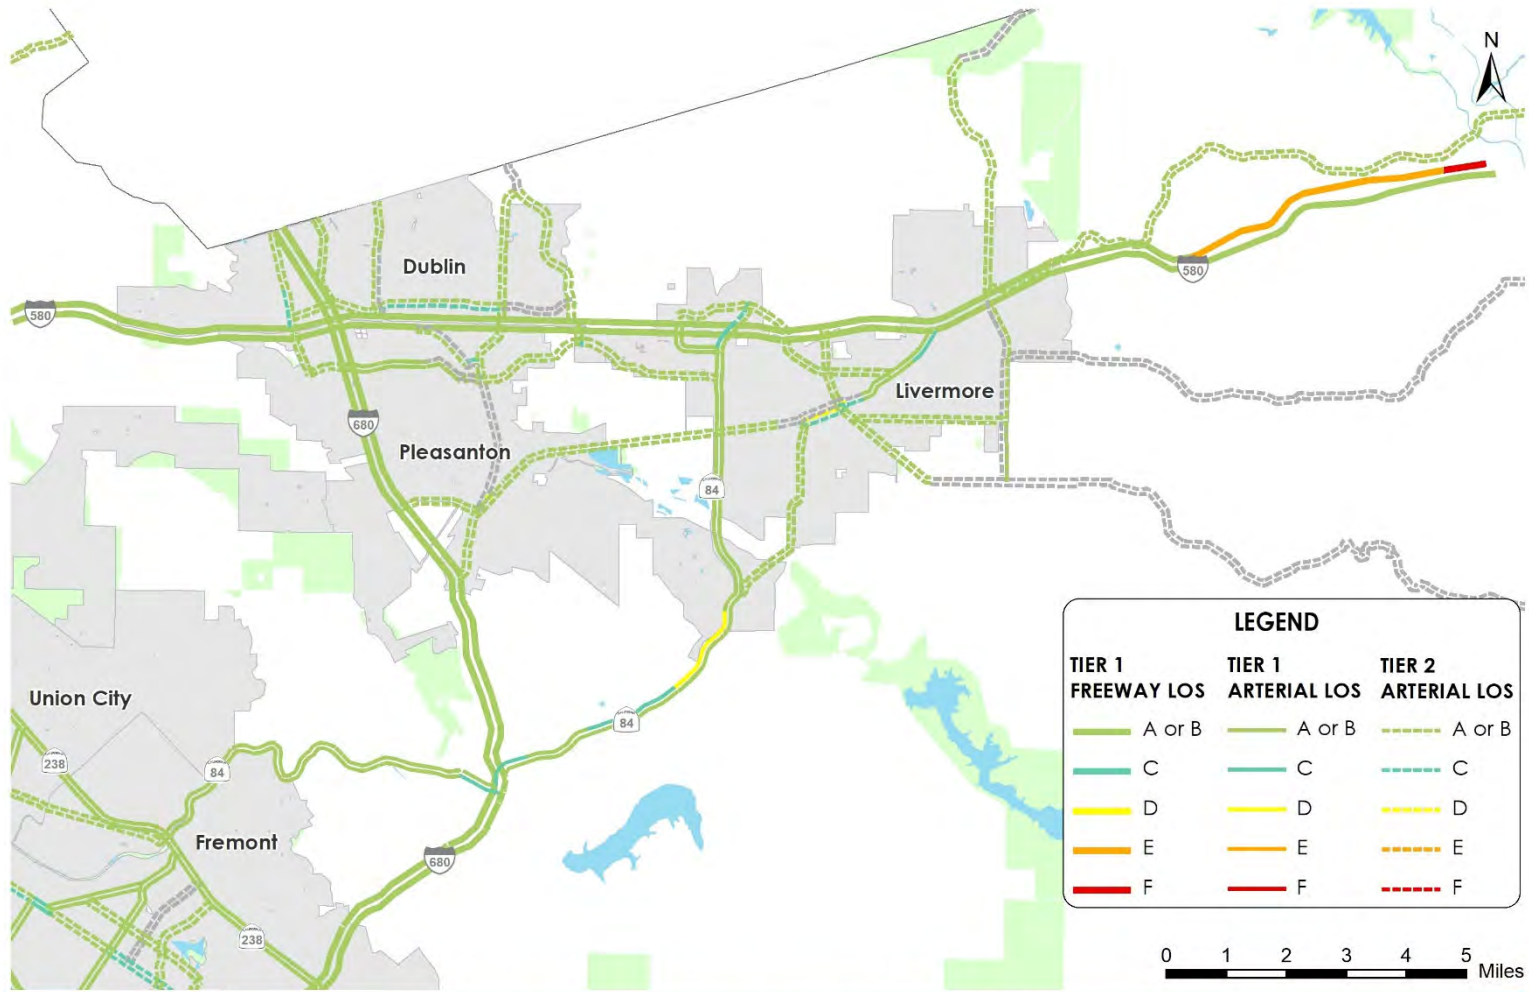 N
Dublin
580
580
Livermore
680
Pleasanton
84
LEGEND
TIER 1
FREEWAY LOS
TIER 1
ARTERIAL LOS
TIER 2
ARTERIAL LOS
A or B
A or B
A or B
C
C
C
D
D
D
E
E
E
F
F
F
Union City
84
238
84
Fremont
680
238
0 1 2 3 4 5
Miles